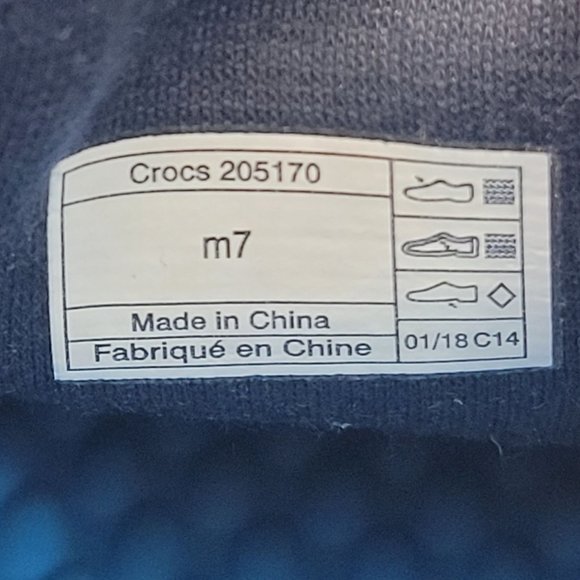 Crocs 205170
m7
Made in China
Fabriqué en Chine
01/18 C14